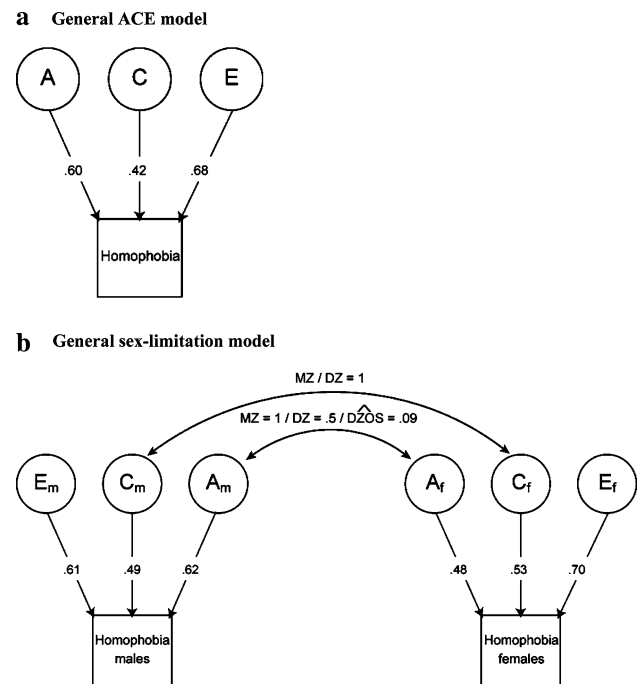 a General ACE model
A C E
.60 .42 .68
Homophobia
b General sex-limitation model
MZ / DZ = 1
MZ = 1 / DZ = .5 / DZOS = .09
Em Cm Am Af Cf Ef
.61 .49 .62 .48 .53 .70
Homophobia Homophobia
males females